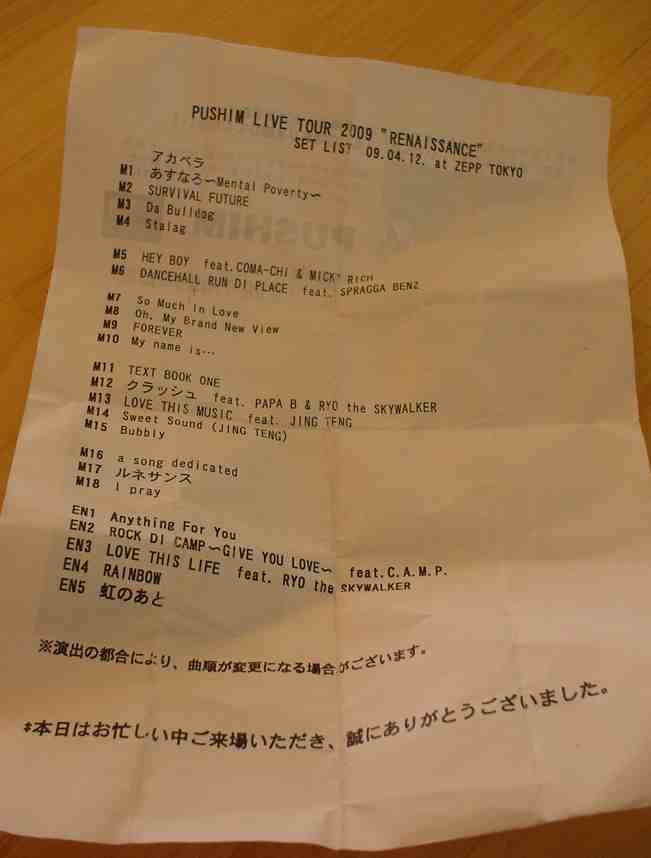 PUSHIM LIVE TOUR 2009 "RENAISSANCE"
SET LIST 09.04.12. at ZEPP TOKYO
アカペラ
M1 あすなろ〜Mental Poverty〜
M2 SURVIVAL FUTURE
M3 Da Bulldog
M4 Stalag
M5 HEY BOY feat.COMA-CHI & MICKY RICH
M6 DANCEHALL RUN DI PLACE feat. SPRAGGA BENZ
M7 So Much In Love
M8 Oh, My Brand New View
M9 FOREVER
M10 My name is…
M11 TEXT BOOK ONE
M12 クラッシュ feat. PAPA B & RYO the SKYWALKER
M13 LOVE THIS MUSIC feat. JING TENG
M14 Sweet Sound (JING TENG)
M15 Bubbly
M16 a song dedicated
M17 ルネサンス
M18 I pray
EN1 Anything For You
EN2 ROCK DI CAMP〜GIVE YOU LOVE〜 feat.C.A.M.P.
EN3 LOVE THIS LIFE feat. RYO the SKYWALKER
EN4 RAINBOW
EN5 虹のあと
※演出の都合により、曲順が変更になる場合がございます。
*本日はお忙しい中ご来場いただき、誠にありがとうございました。